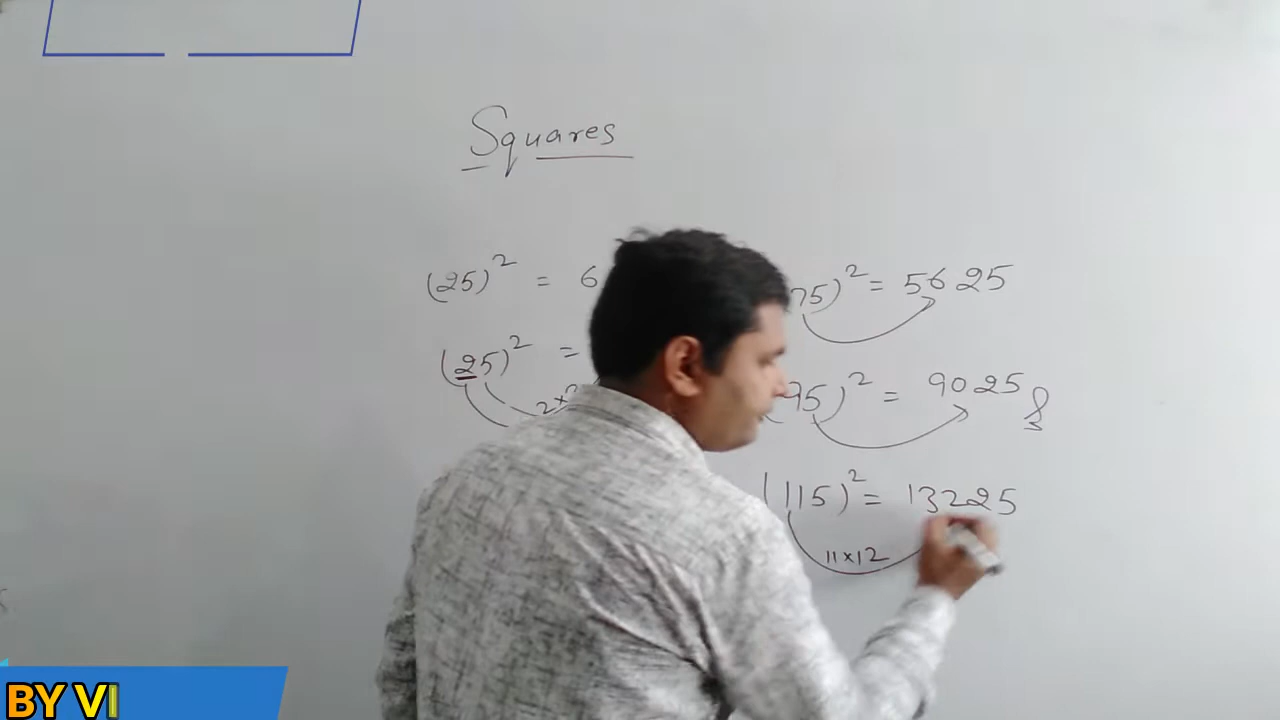 Squares
(25)² = 6
75)² = 5625
(25)² =
2×
95)² = 9025
(115)² = 13225
11×12
BY VI